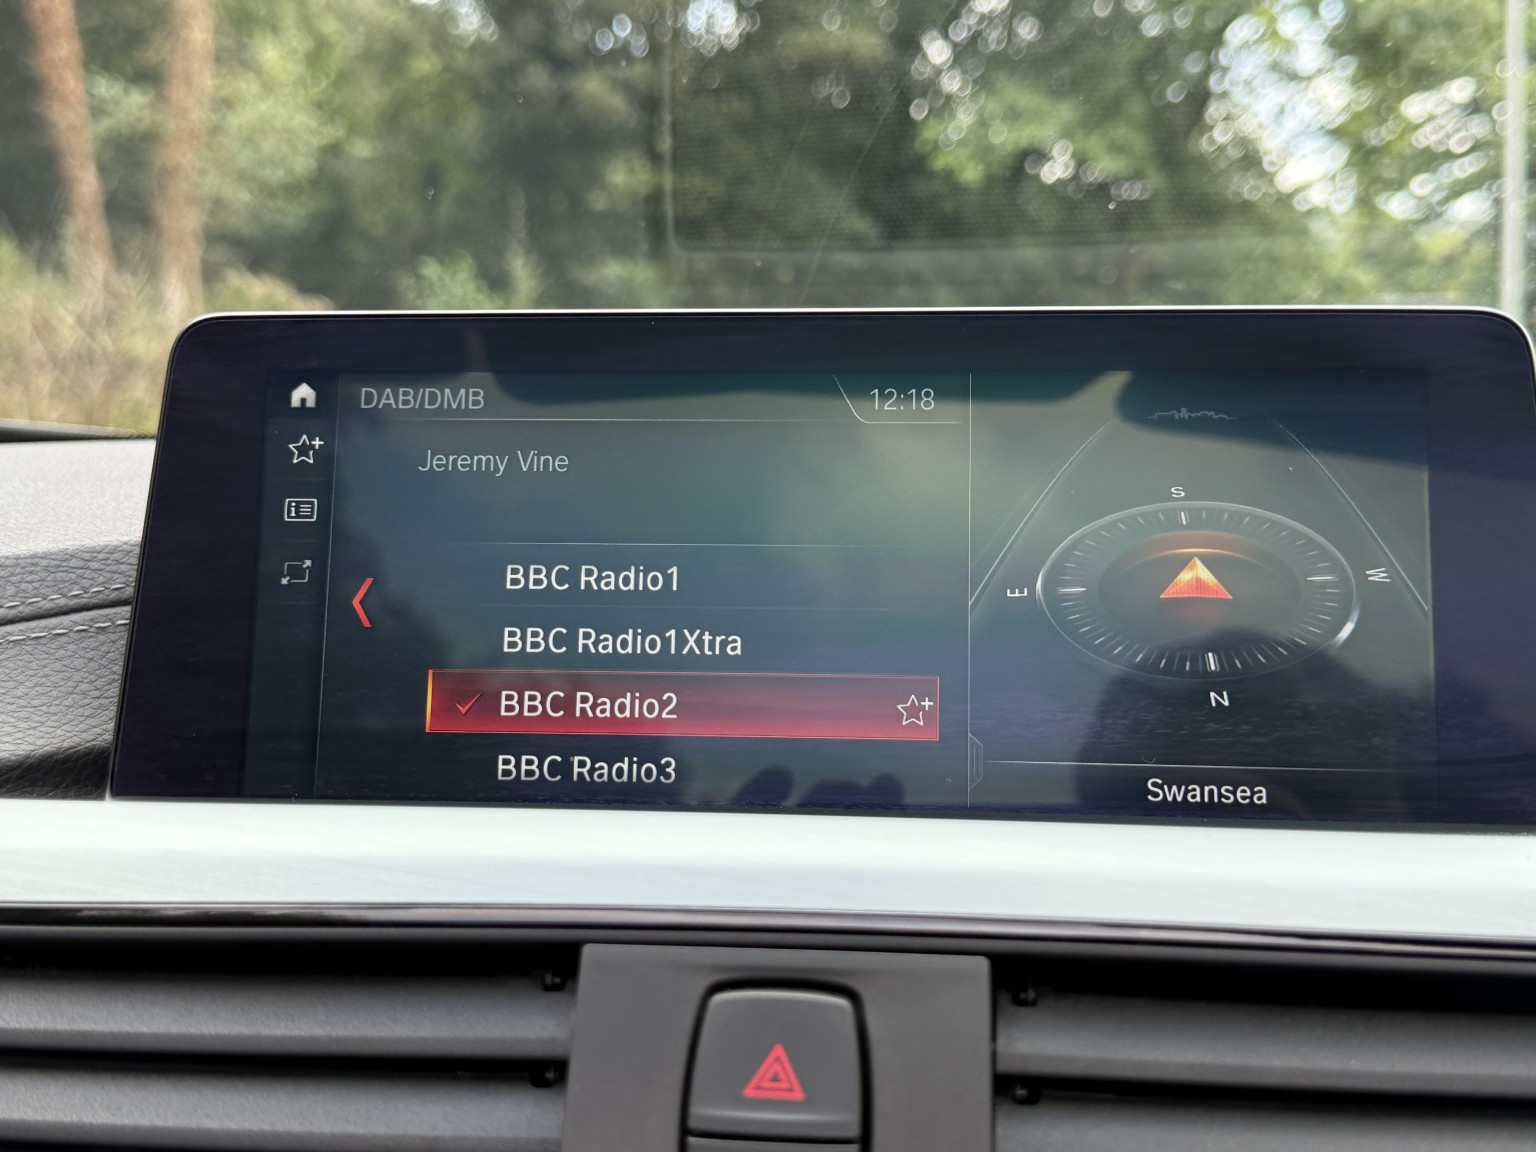 DAB/DMB
12:18
Jeremy Vine
BBC Radio1
BBC Radio1Xtra
BBC Radio2
BBC Radio3
S
E
W
N
Swansea